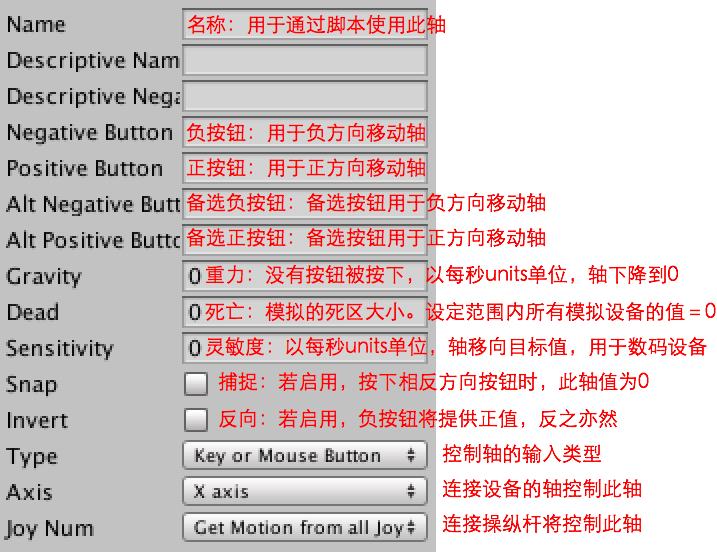 Name 名称：用于通过脚本使用此轴
Descriptive Nam
Descriptive Nega
Negative Button 负按钮：用于负方向移动轴
Positive Button 正按钮：用于正方向移动轴
Alt Negative Butt 备选负按钮：备选按钮用于负方向移动轴
Alt Positive Butto 备选正按钮：备选按钮用于正方向移动轴
Gravity 0 重力：没有按钮被按下，以每秒units单位，轴下降到0
Dead 0 死亡：模拟的死区大小。设定范围内所有模拟设备的值＝0
Sensitivity 0 灵敏度：以每秒units单位，轴移向目标值，用于数码设备
Snap 捕捉：若启用，按下相反方向按钮时，此轴值为0
Invert 反向：若启用，负按钮将提供正值，反之亦然
Type Key or Mouse Button 控制轴的输入类型
Axis X axis 连接设备的轴控制此轴
Joy Num Get Motion from all Joy 连接操纵杆将控制此轴